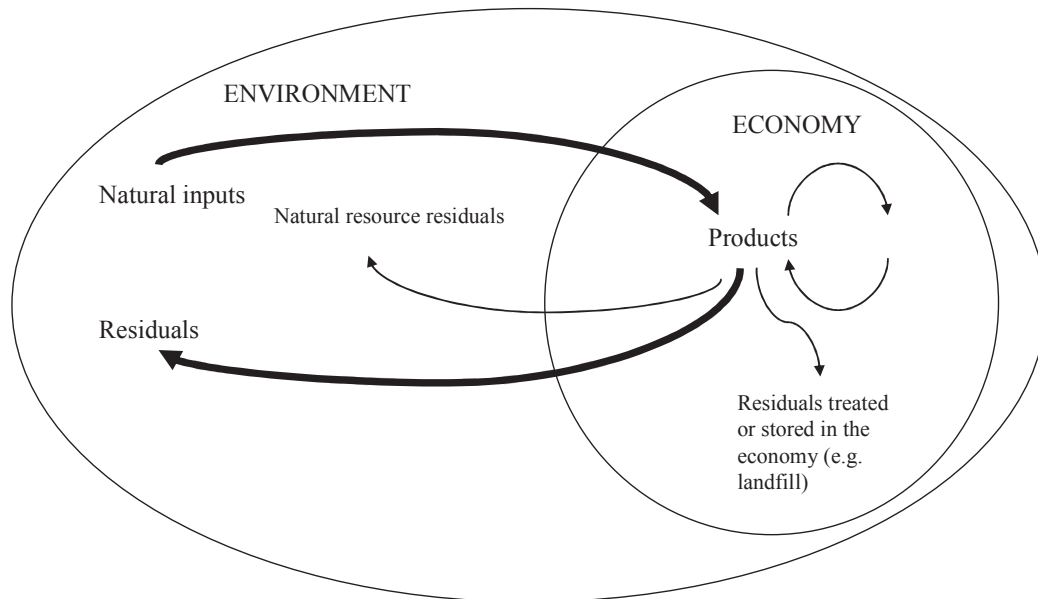 ENVIRONMENT
ECONOMY
Natural inputs
Natural resource residuals
Products
Residuals
Residuals treated
or stored in the
economy (e.g.
landfill)